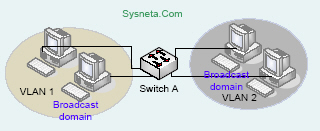 Sysneta.Com
VLAN 1
Broadcast
domain
Switch A
Broadcast
domain
VLAN 2